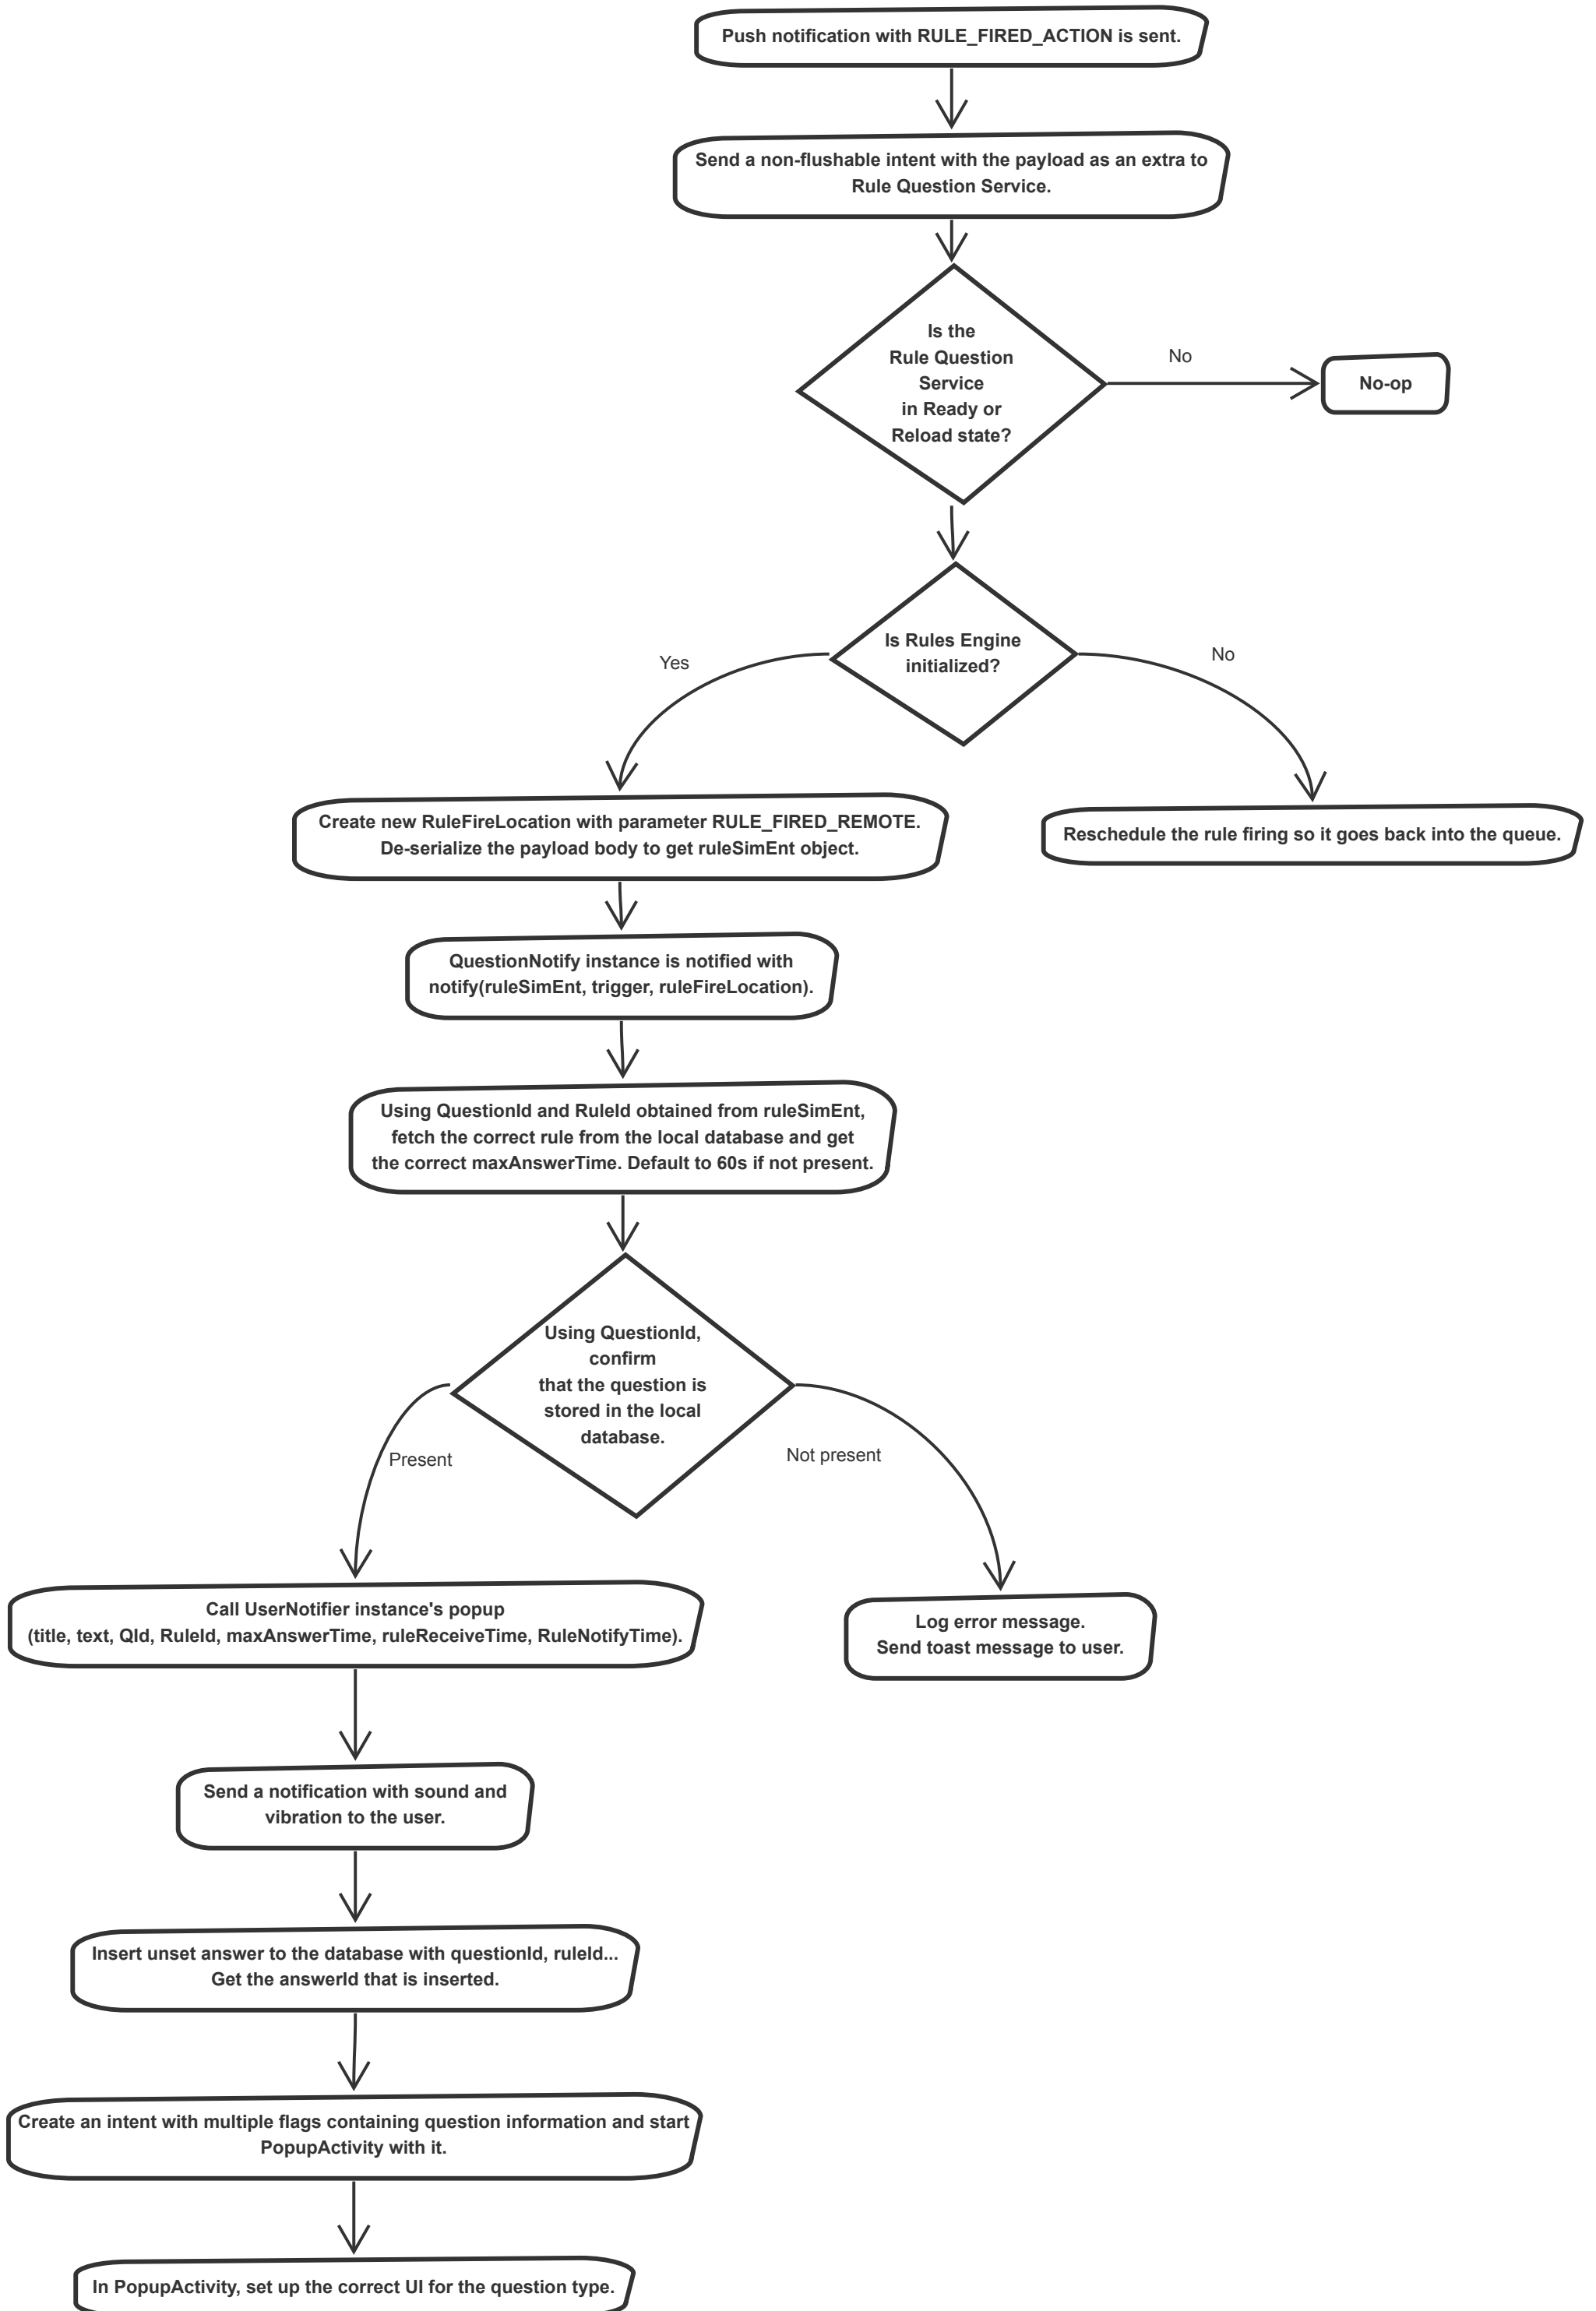 Push notification with RULE_FIRED_ACTION is sent.
Send a non-flushable intent with the payload as an extra to
Rule Question Service.
Is the
Rule Question
Service
in Ready or
Reload state?
No
No-op
Is Rules Engine
initialized?
Yes
No
Create new RuleFireLocation with parameter RULE_FIRED_REMOTE.
De-serialize the payload body to get ruleSimEnt object.
Reschedule the rule firing so it goes back into the queue.
QuestionNotify instance is notified with
notify(ruleSimEnt, trigger, ruleFireLocation).
Using QuestionId and RuleId obtained from ruleSimEnt,
fetch the correct rule from the local database and get
the correct maxAnswerTime. Default to 60s if not present.
Using QuestionId,
confirm
that the question is
stored in the local
database.
Present
Not present
Call UserNotifier instance's popup
(title, text, QId, RuleId, maxAnswerTime, ruleReceiveTime, RuleNotifyTime).
Log error message.
Send toast message to user.
Send a notification with sound and
vibration to the user.
Insert unset answer to the database with questionId, ruleId...
Get the answerId that is inserted.
Create an intent with multiple flags containing question information and start
PopupActivity with it.
In PopupActivity, set up the correct UI for the question type.